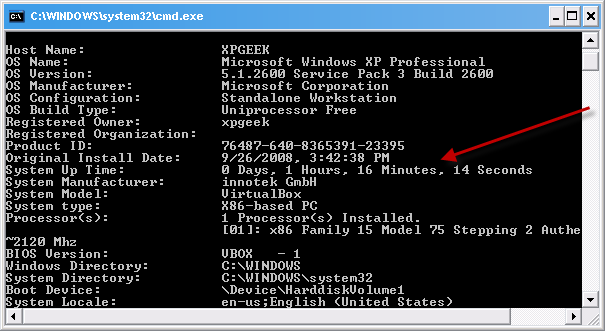 C:\WINDOWS\system32\cmd.exe
Host Name: XPGEEK
OS Name: Microsoft Windows XP Professional
OS Version: 5.1.2600 Service Pack 3 Build 2600
OS Manufacturer: Microsoft Corporation
OS Configuration: Standalone Workstation
OS Build Type: Uniprocessor Free
Registered Owner: xpgeek
Registered Organization:
Product ID: 76487-640-8365391-23395
Original Install Date: 9/26/2008, 3:42:38 PM
System Up Time: 0 Days, 1 Hours, 16 Minutes, 14 Seconds
System Manufacturer: innotek GmbH
System Model: VirtualBox
System type: X86-based PC
Processor(s): 1 Processor(s) Installed.
[01]: x86 Family 15 Model 75 Stepping 2 Authe
~2120 Mhz
BIOS Version: VBOX - 1
Windows Directory: C:\WINDOWS
System Directory: C:\WINDOWS\system32
Boot Device: \Device\HarddiskVolume1
System Locale: en-us;English (United States)